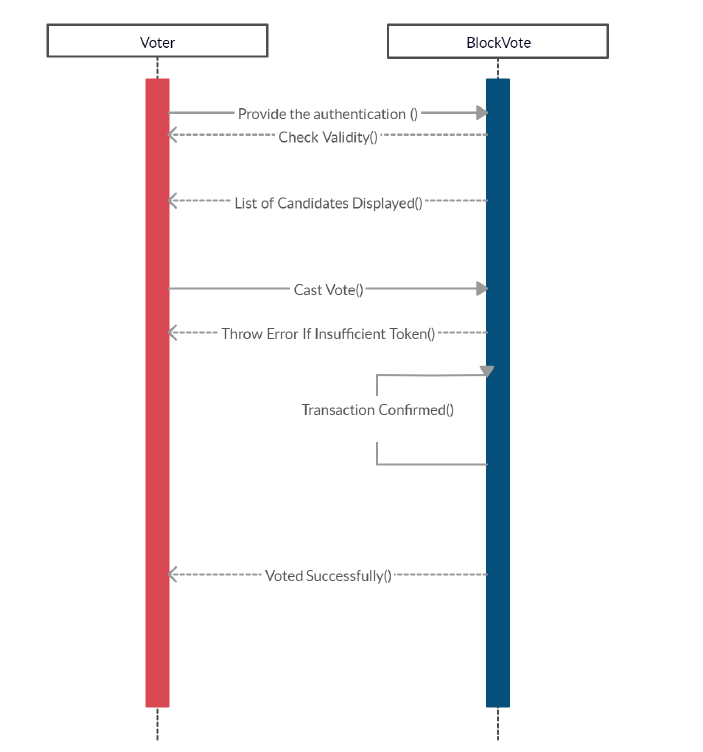 Voter
BlockVote
Provide the authentication ()
Check Validity()
List of Candidates Displayed()
Cast Vote()
Throw Error If Insufficient Token()
Transaction Confirmed()
Voted Successfully()